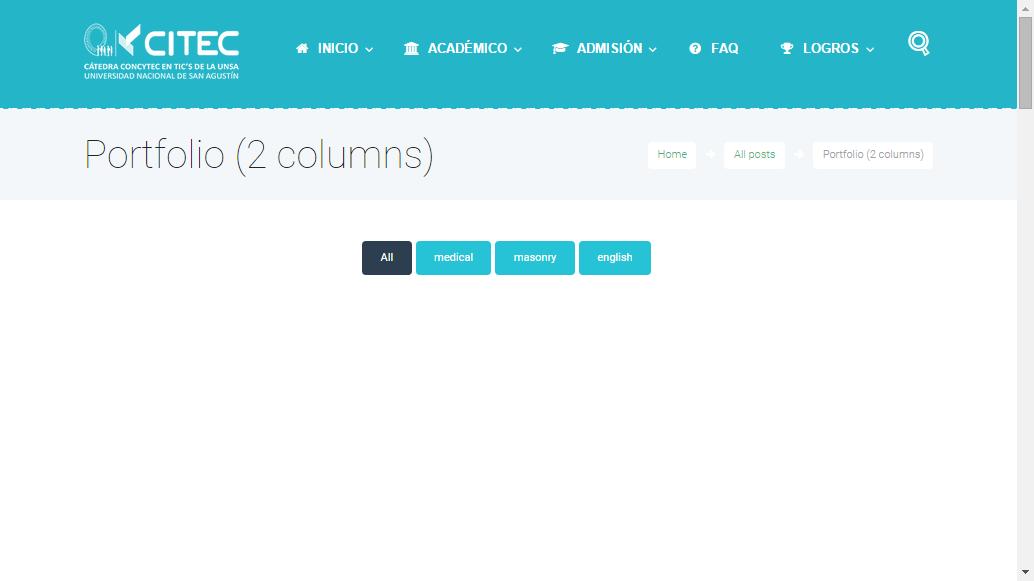 CITEC
CÁTEDRA CONCYTEC EN TIC'S DE LA UNSA
UNIVERSIDAD NACIONAL DE SAN AGUSTÍN
INICIO ACADÉMICO ADMISIÓN FAQ LOGROS
Portfolio (2 columns)
Home All posts Portfolio (2 columns)
All medical masonry english